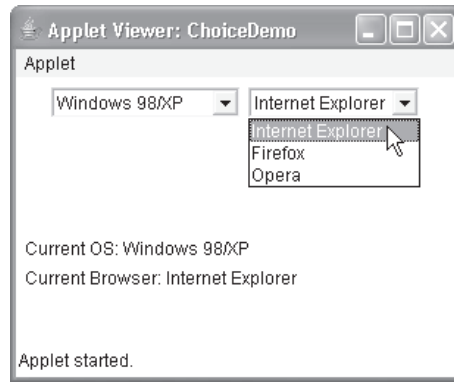 Applet Viewer: ChoiceDemo
Applet
Windows 98/XP
Internet Explorer
Internet Explorer
Firefox
Opera
Current OS: Windows 98/XP
Current Browser: Internet Explorer
Applet started.